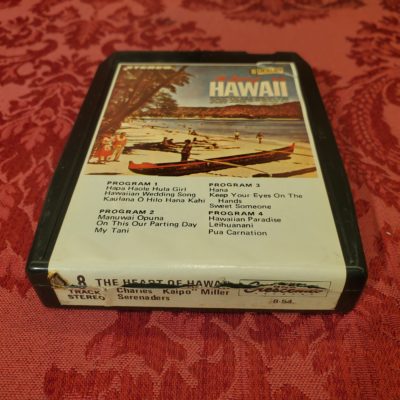 STEREO
HAWAII
PROGRAM 1
Hapa Haole Hula Girl
Hawaiian Wedding Song
Kaulana O Hilo Hana Kahi
PROGRAM 2
Manuwai Opuna
On This Our Parting Day
My Tani
PROGRAM 3
Hana
Keep Your Eyes On The
Hands
Sweet Someone
PROGRAM 4
Hawaiian Paradise
Leihuanani
Pua Carnation
8
TRACK
STEREO
THE HEART OF HAWAII
Charles "Kaipo" Miller
Serenaders
8-54